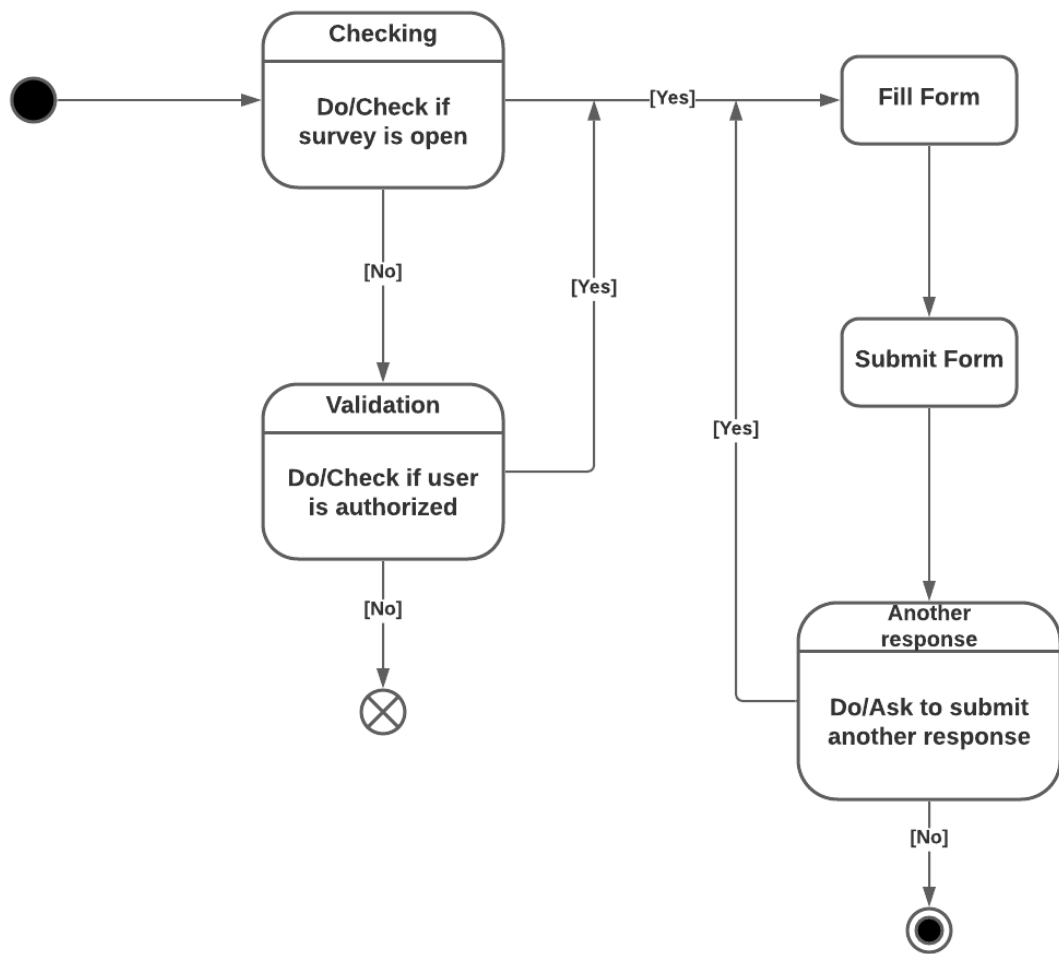 Checking
Do/Check if
survey is open
[Yes]
Fill Form
[No]
[Yes]
Submit Form
Validation
Do/Check if user
is authorized
[Yes]
[No]
Another
response
Do/Ask to submit
another response
[No]